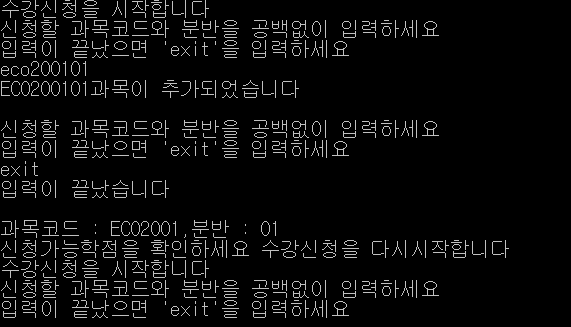 수강신청을 시작합니다
신청할 과목코드와 분반을 공백없이 입력하세요
입력이 끝났으면 'exit'을 입력하세요
eco200101
ECO200101과목이 추가되었습니다
신청할 과목코드와 분반을 공백없이 입력하세요
입력이 끝났으면 'exit'을 입력하세요
exit
입력이 끝났습니다
과목코드 : ECO2001,분반 : 01
신청가능학점을 확인하세요 수강신청을 다시시작합니다
수강신청을 시작합니다
신청할 과목코드와 분반을 공백없이 입력하세요
입력이 끝났으면 'exit'을 입력하세요